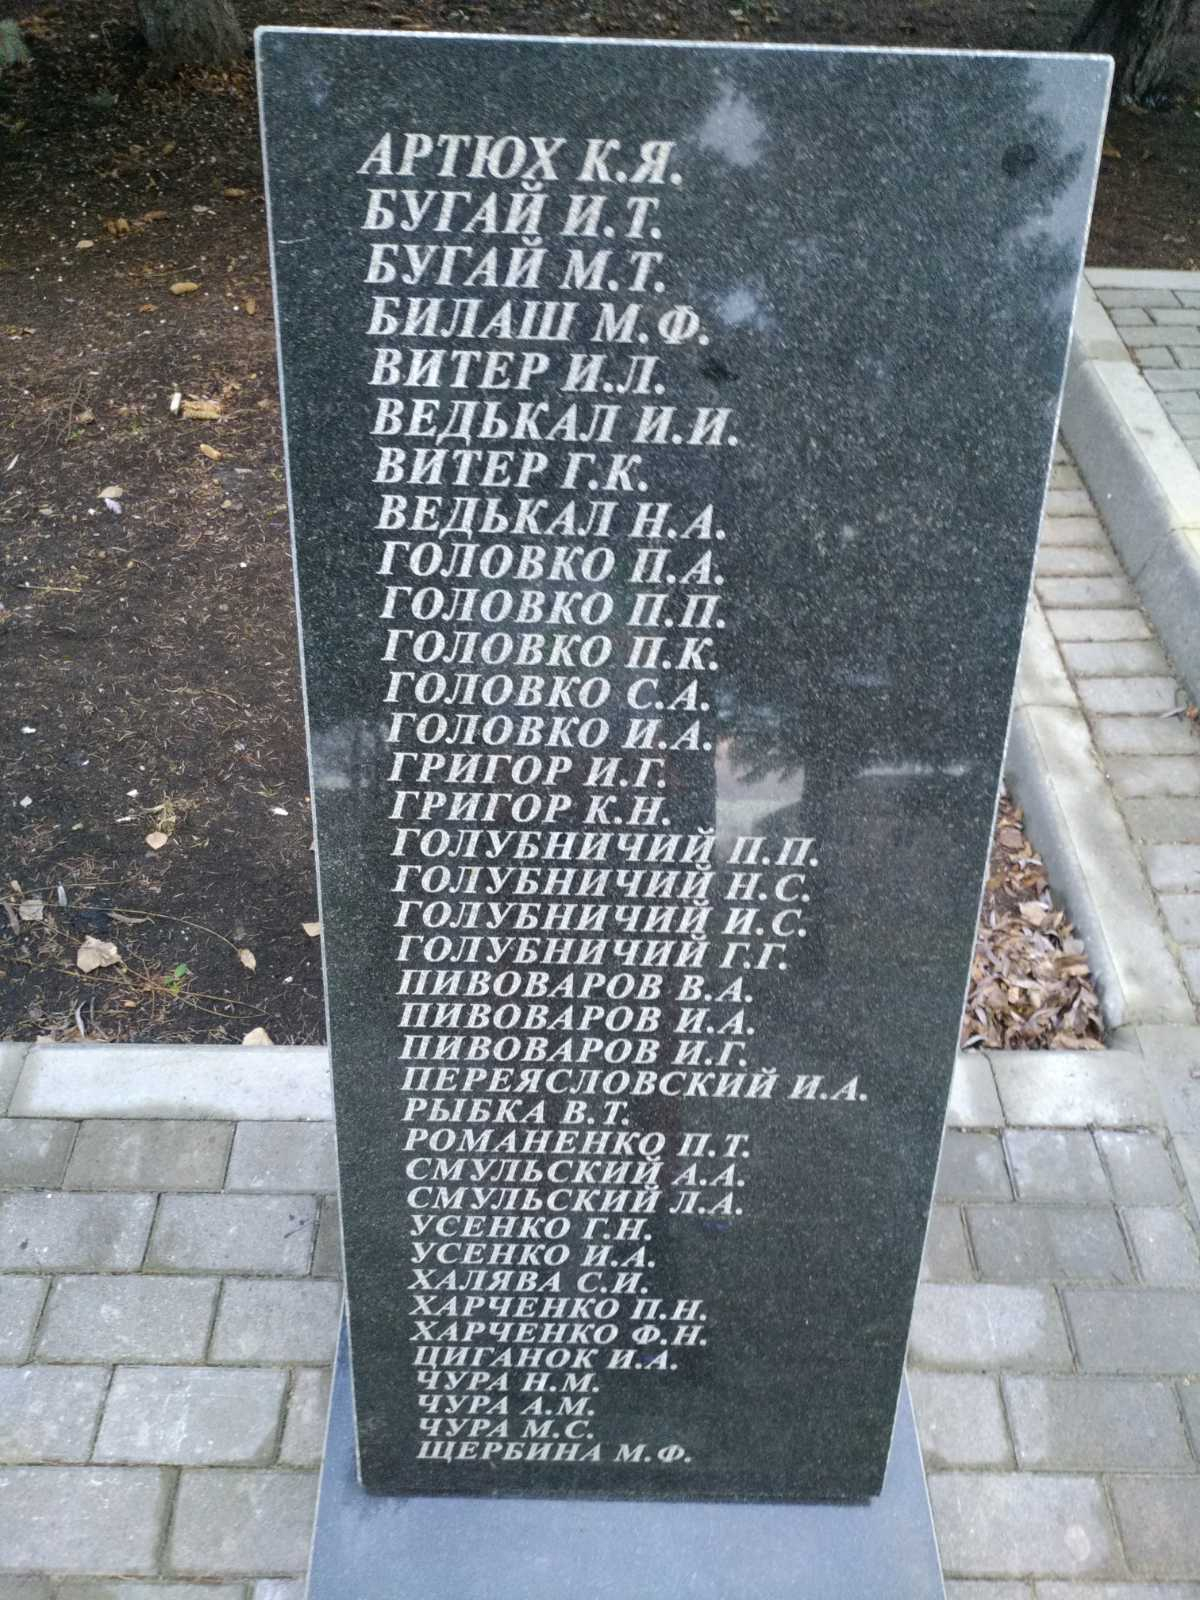 АРТЮХ К.Я.
БУГАЙ И.Т.
БУГАЙ М.Т.
БИЛАШ М.Ф.
ВИТЕР И.Л.
ВЕДЬКАЛ И.И.
ВИТЕР Г.К.
ВЕДЬКАЛ Н.А.
ГОЛОВКО П.А.
ГОЛОВКО П.П.
ГОЛОВКО П.К.
ГОЛОВКО С.А.
ГОЛОВКО И.А.
ГРИГОР И.Г.
ГРИГОР К.Н.
ГОЛУБНИЧИЙ П.П.
ГОЛУБНИЧИЙ Н.С.
ГОЛУБНИЧИЙ И.С.
ГОЛУБНИЧИЙ Г.Г.
ПИВОВАРОВ В.А.
ПИВОВАРОВ И.А.
ПИВОВАРОВ И.Г.
ПЕРЕЯСЛОВСКИЙ И.А.
РЫБКА В.Т.
РОМАНЕНКО П.Т.
СМУЛЬСКИЙ А.А.
СМУЛЬСКИЙ Л.А.
УСЕНКО Г.Н.
УСЕНКО И.А.
ХАЛЯВА С.И.
ХАРЧЕНКО П.Н.
ХАРЧЕНКО Ф.Н.
ЦИГАНОК И.А.
ЧУРА Н.М.
ЧУРА А.М.
ЧУРА М.С.
ЩЕРБИНА М.Ф.